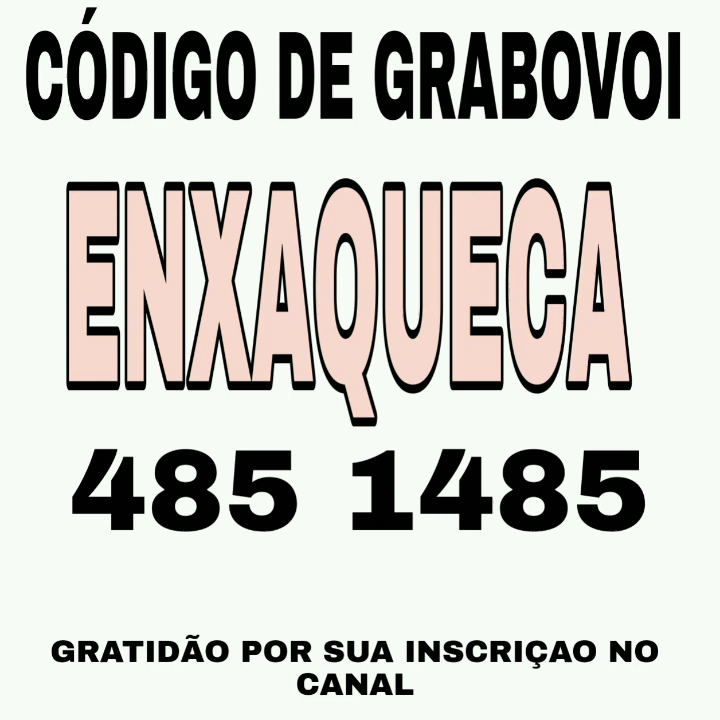 CÓDIGO DE GRABOVOI
ENXAQUECA
485 1485
GRATIDÃO POR SUA INSCRIÇAO NO
CANAL